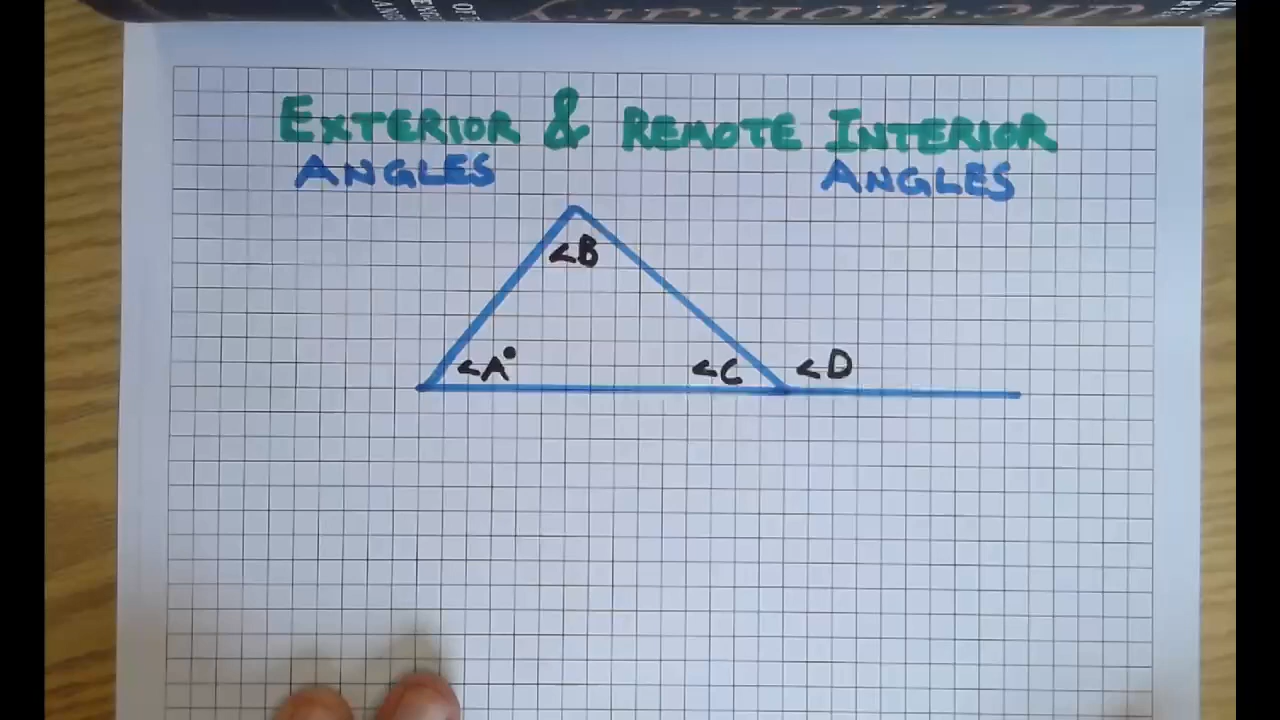 EXTERIOR & REMOTE INTERIOR
ANGLES ANGLES
<B
<A° <C <D